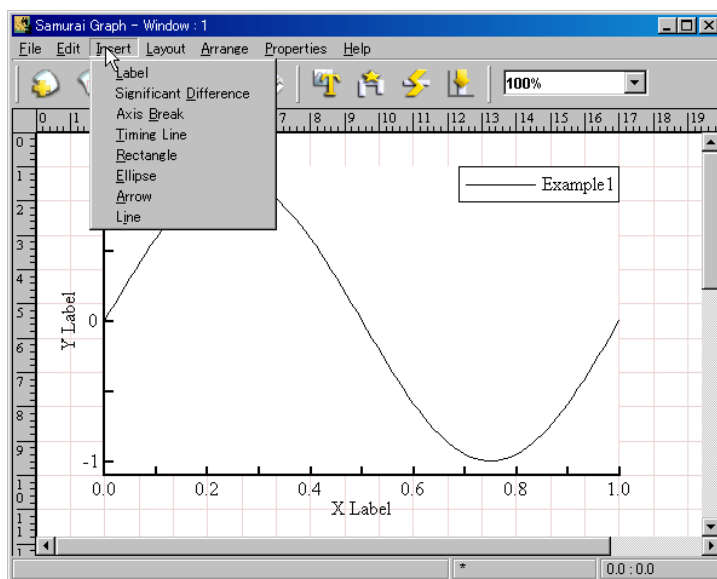 Samurai Graph - Window : 1
File Edit Insert Layout Arrange Properties Help
Label
Significant Difference
Axis Break
Timing Line
Rectangle
Ellipse
Arrow
Line
100%
0 1 7 8 9 10 11 12 13 14 15 16 17 18 19
0
1
2
3
4
5
6
7
8
9
10
11
Example1
Y Label
0
-1
0.0 0.2 0.4 0.6 0.8 1.0
X Label
* 0.0 : 0.0